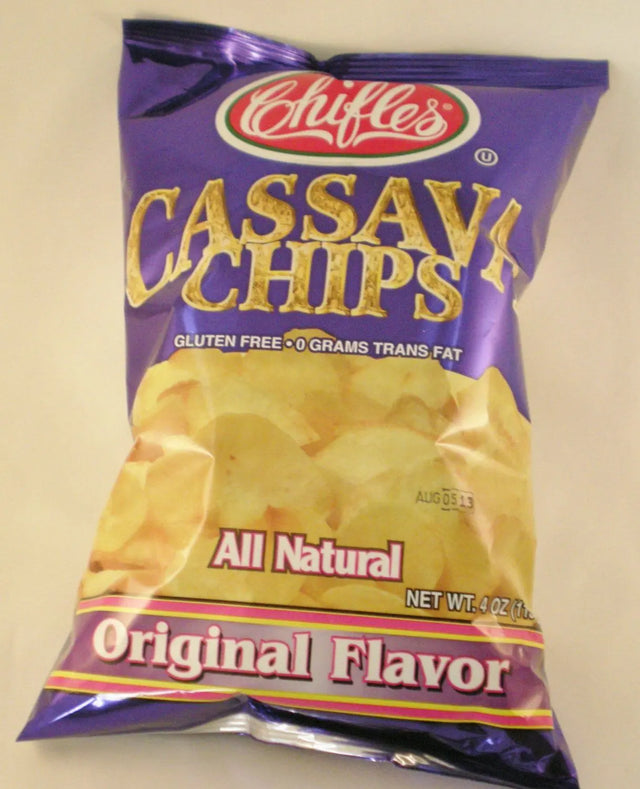 Chifles®
U
CASSAVA
CHIPS
GLUTEN FREE • 0 GRAMS TRANS FAT
AUG 05 13
All Natural
NET WT. 4 OZ
Original Flavor